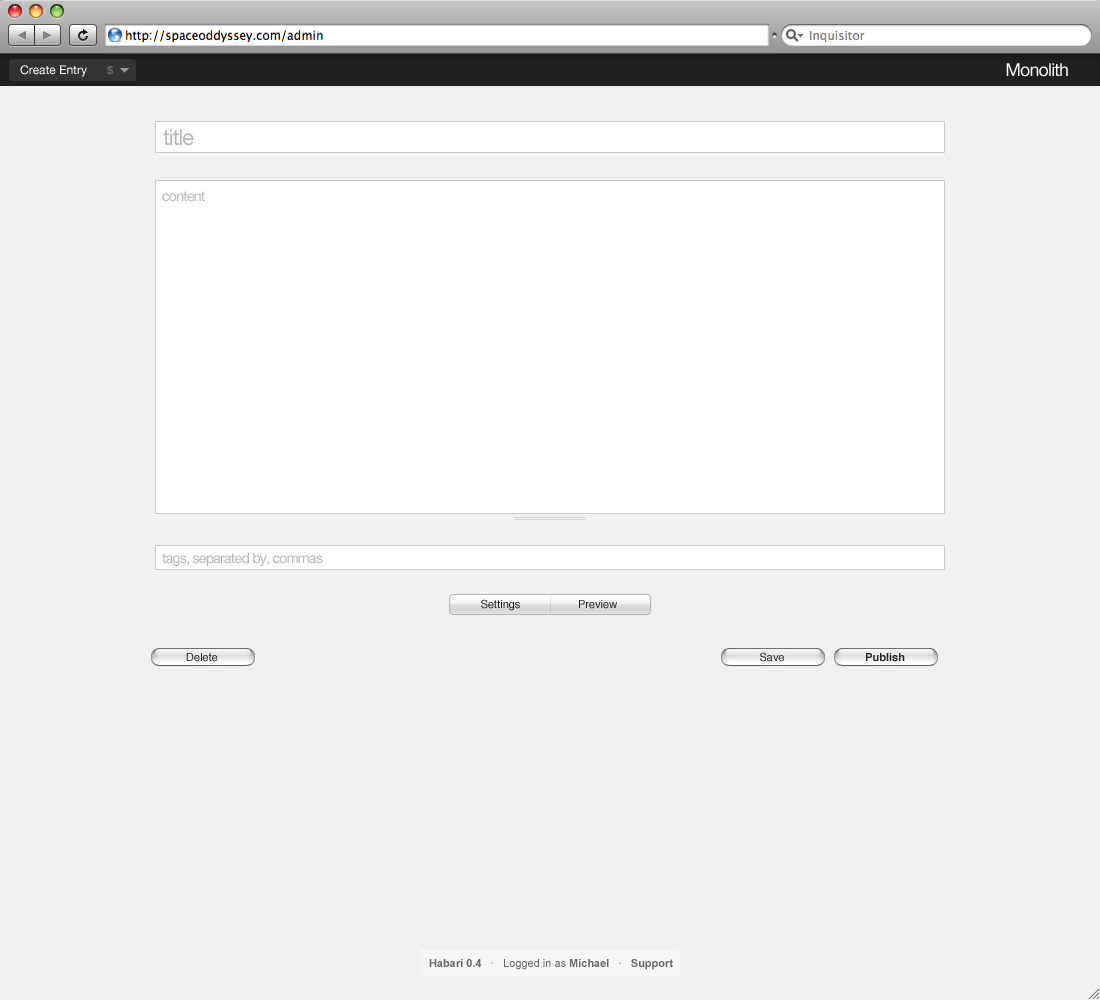 http://spaceoddyssey.com/admin
Inquisitor
Create Entry $
Monolith
title
content
tags, separated by, commas
Settings Preview
Delete Save Publish
Habari 0.4 · Logged in as Michael · Support